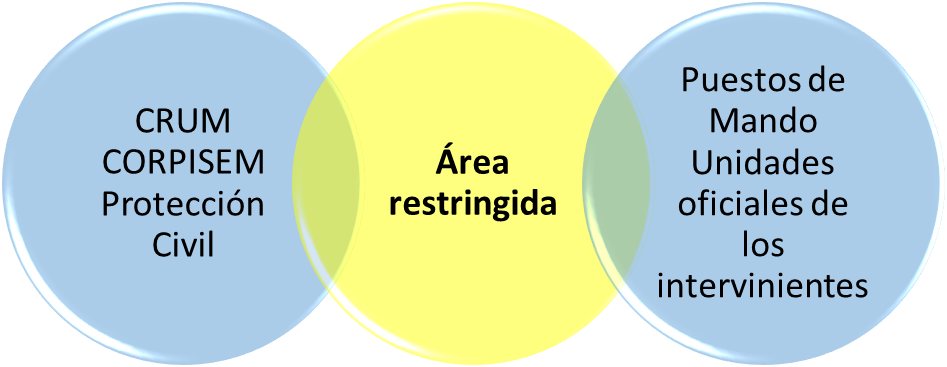 CRUM
CORPISEM
Protección
Civil
Área
restringida
Puestos de
Mando
Unidades
oficiales de
los
intervinientes